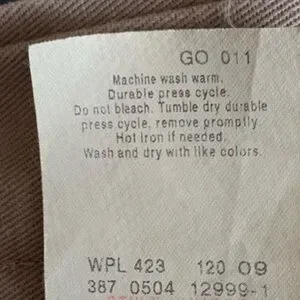 GO 011
Machine wash warm.
Durable press cycle.
Do not bleach. Tumble dry durable
press cycle, remove promptly.
Hot Iron if needed.
Wash and dry with like colors.
WPL 423 120 09
387 0504 12999-1